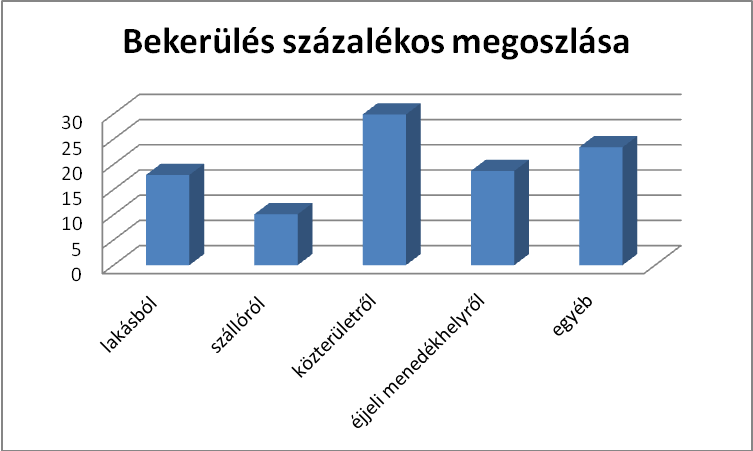 Bekerülés százalékos megoszlása
30
25
20
15
10
5
0
lakásból
szállóról
közterületről
éjjeli menedékhelyről
egyéb